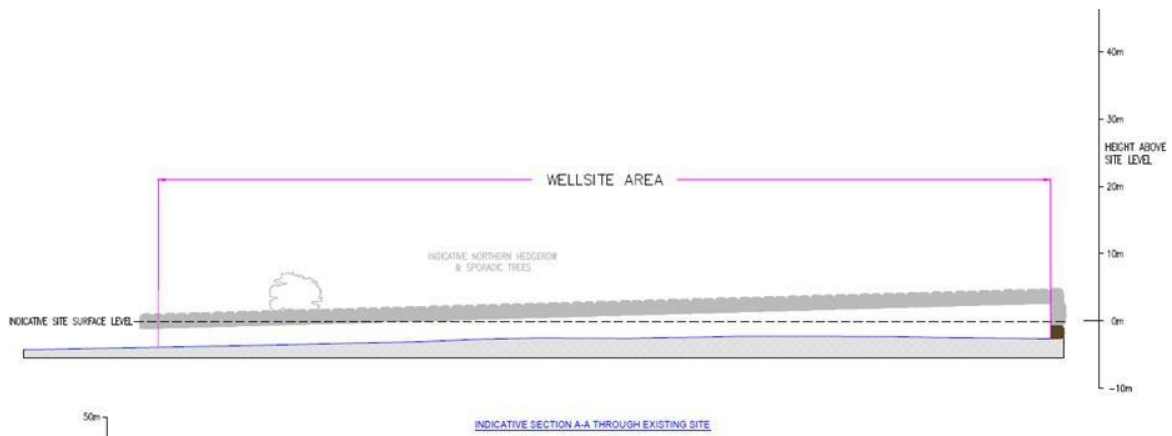 40m
30m
HEIGHT ABOVE
SITE LEVEL
WELLSITE AREA
20m
INDICATIVE NORTHERN HEDGEROW
& SPORADIC TREES
10m
INDICATIVE SITE SURFACE LEVEL
0m
-10m
50m
INDICATIVE SECTION A-A THROUGH EXISTING SITE